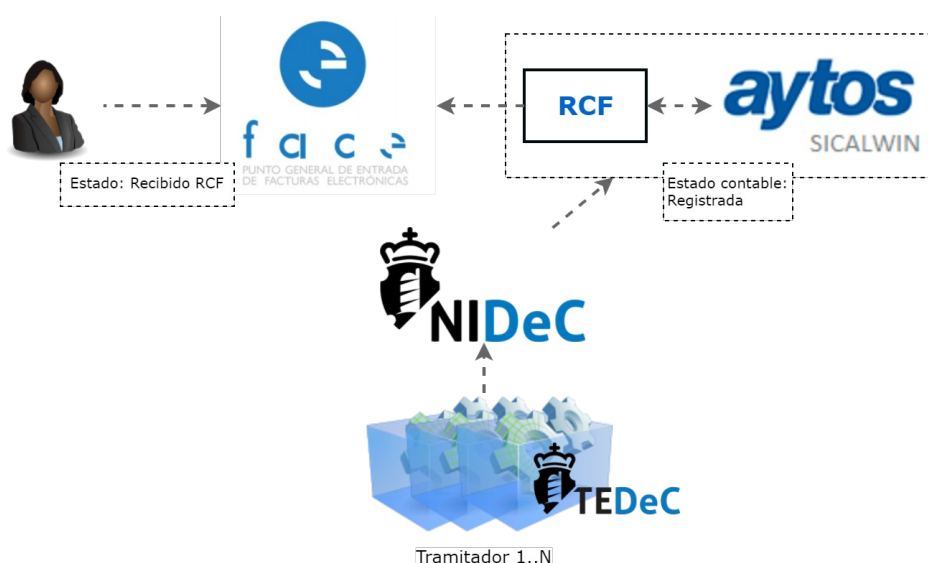 face
PUNTO GENERAL DE ENTRADA
DE FACTURAS ELECTRÓNICAS
RCF
aytos
SICALWIN
Estado: Recibido RCF
Estado contable:
Registrada
NIDeC
TEDeC
Tramitador 1..N